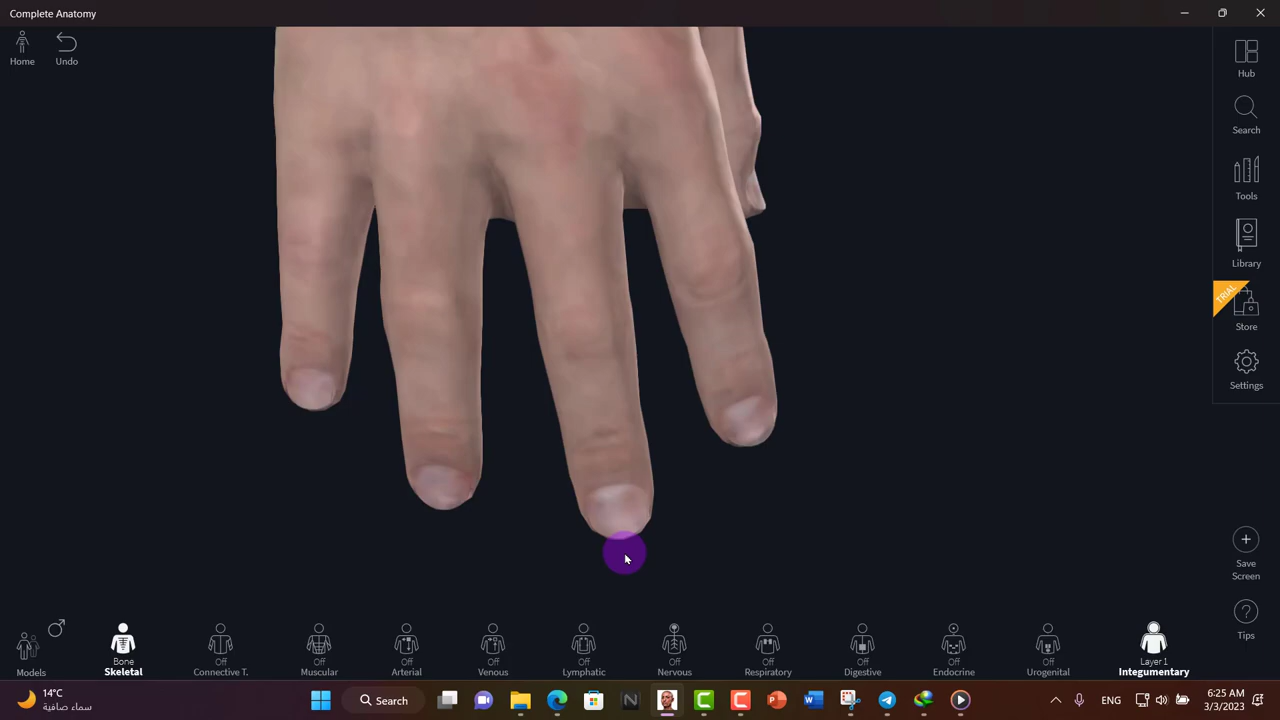 Complete Anatomy
Home
Undo
Hub
Search
Tools
Library
TRIAL
Store
Settings
Save
Screen
Tips
Models
Bone
Skeletal
Off
Connective T.
Off
Muscular
Off
Arterial
Off
Venous
Off
Lymphatic
Off
Nervous
Off
Respiratory
Off
Digestive
Off
Endocrine
Off
Urogenital
Layer 1
Integumentary
14°C
سماء صافية
Search
ENG
6:25 AM
3/3/2023